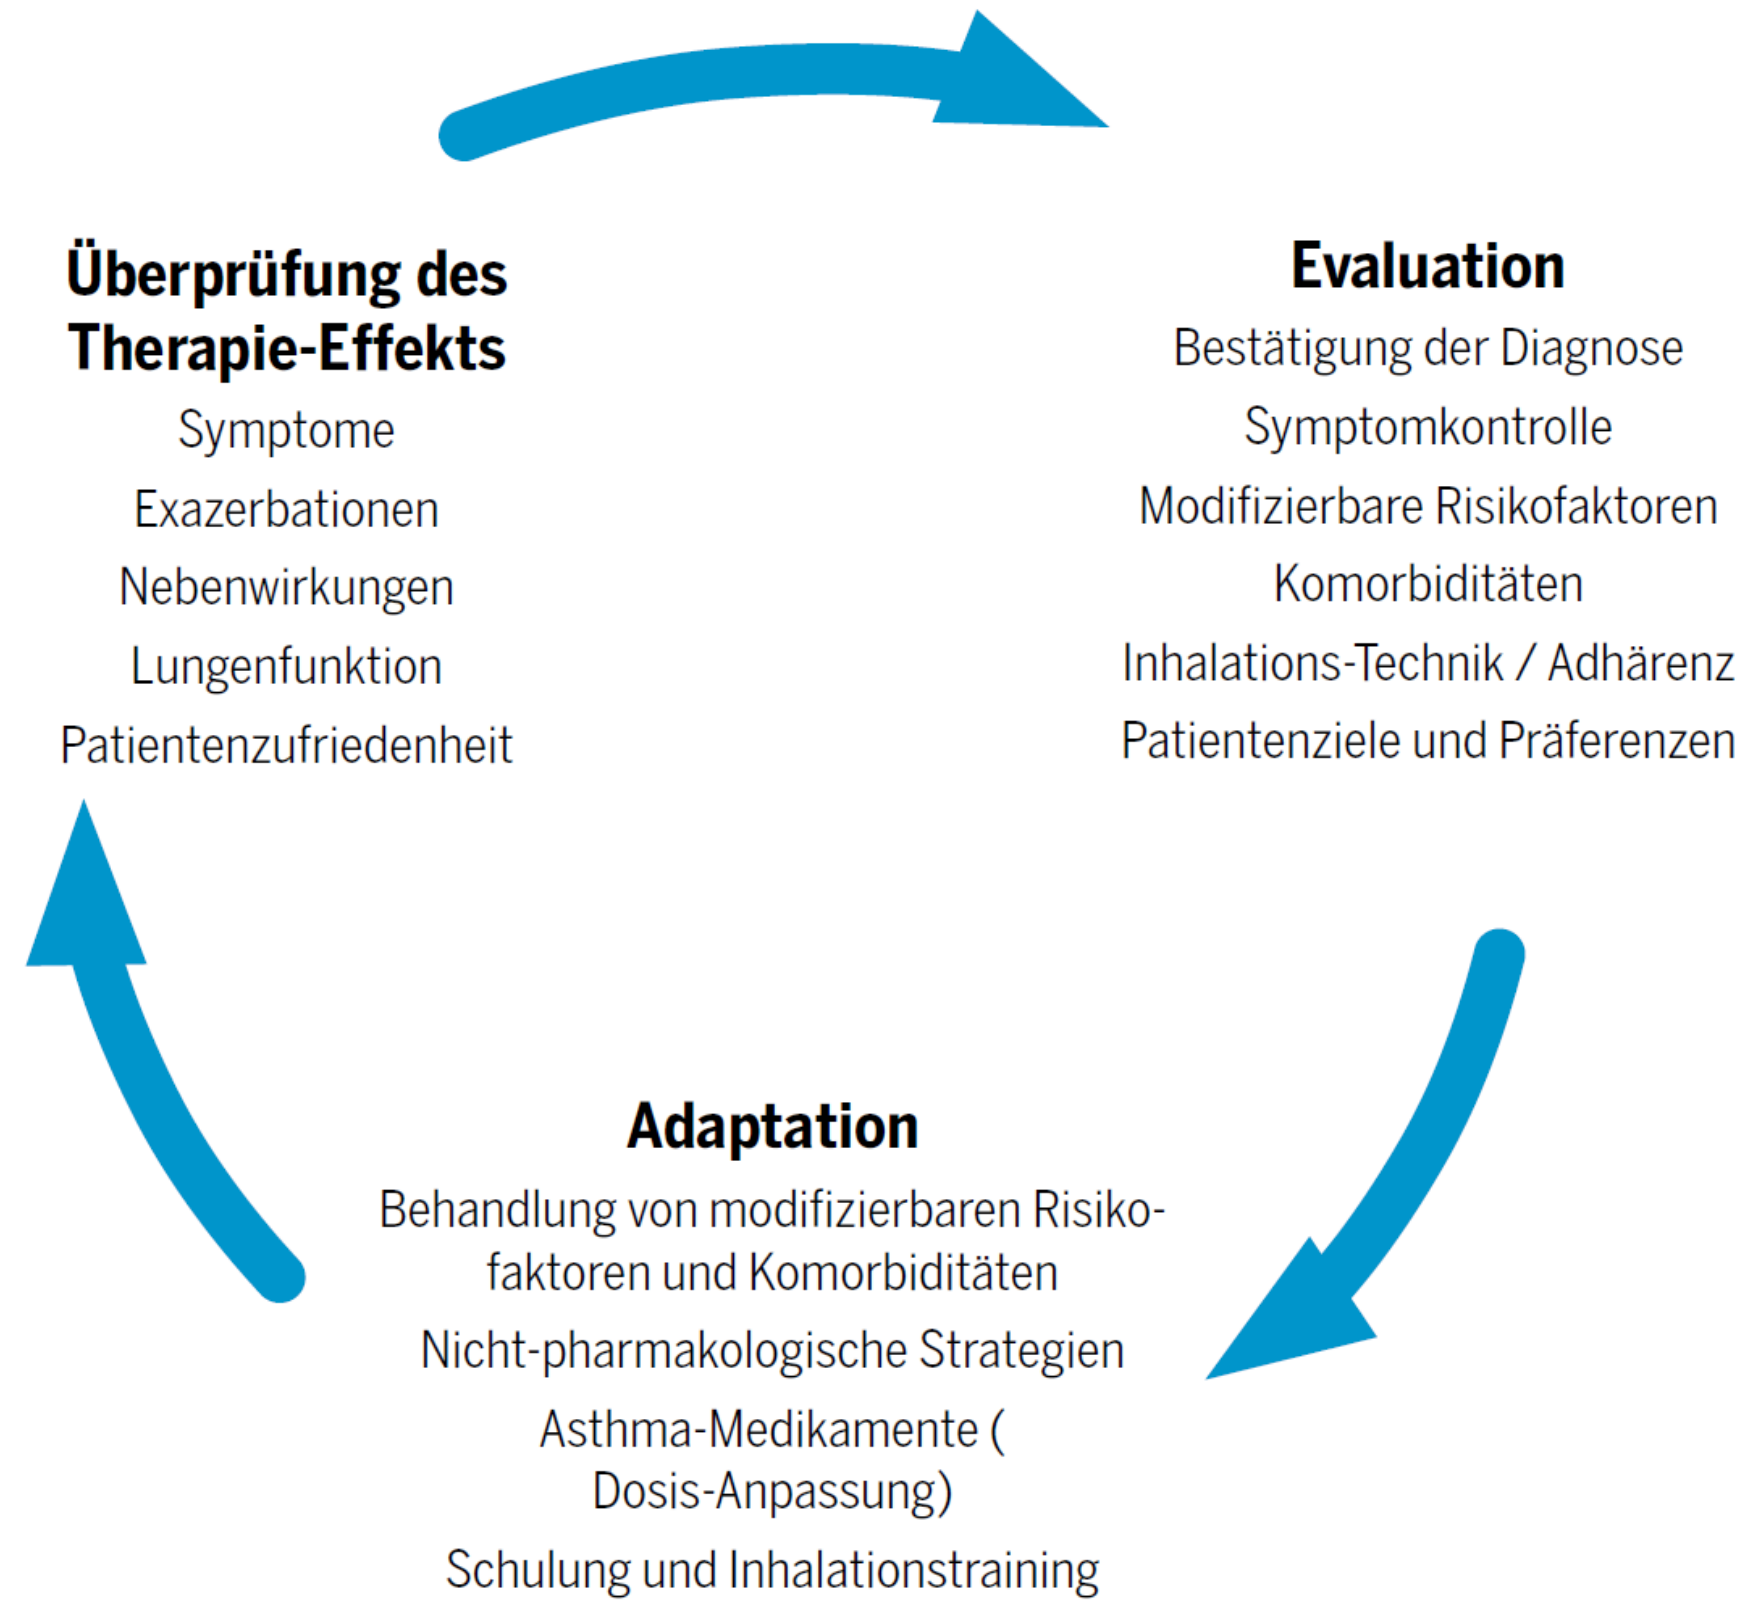 Überprüfung des
Therapie-Effekts
Symptome
Exazerbationen
Nebenwirkungen
Lungenfunktion
Patientenzufriedenheit
Evaluation
Bestätigung der Diagnose
Symptomkontrolle
Modifizierbare Risikofaktoren
Komorbiditäten
Inhalations-Technik / Adhärenz
Patientenziele und Präferenzen
Adaptation
Behandlung von modifizierbaren Risiko-
faktoren und Komorbiditäten
Nicht-pharmakologische Strategien
Asthma-Medikamente (
Dosis-Anpassung)
Schulung und Inhalationstraining